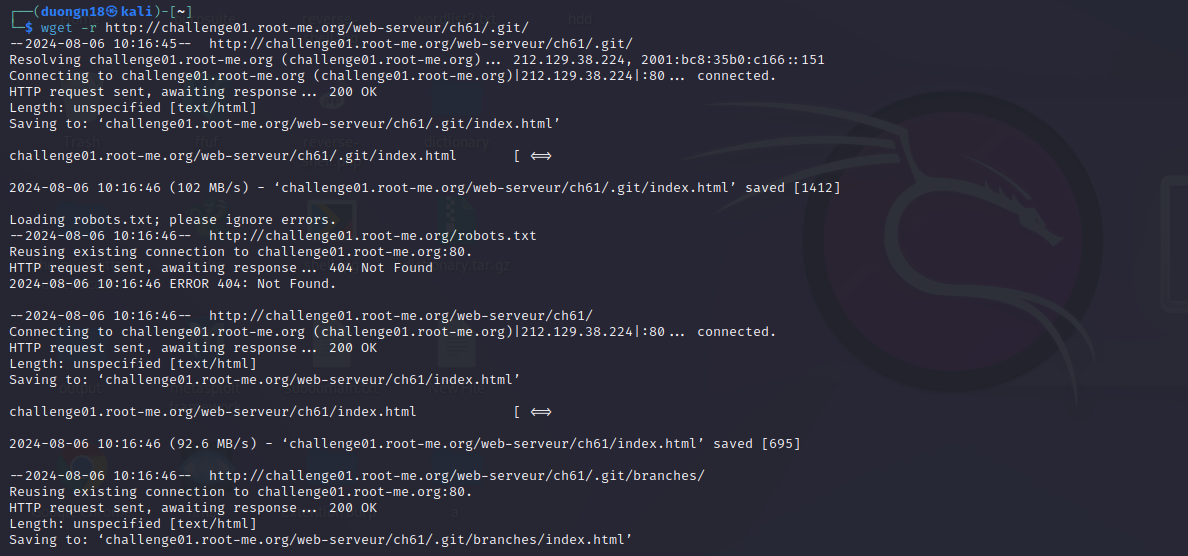 ┌──(duongn18㉿kali)-[~]
└─$ wget -r http://challenge01.root-me.org/web-serveur/ch61/.git/
--2024-08-06 10:16:45--  http://challenge01.root-me.org/web-serveur/ch61/.git/
Resolving challenge01.root-me.org (challenge01.root-me.org)... 212.129.38.224, 2001:bc8:35b0:c166::151
Connecting to challenge01.root-me.org (challenge01.root-me.org)|212.129.38.224|:80... connected.
HTTP request sent, awaiting response... 200 OK
Length: unspecified [text/html]
Saving to: ‘challenge01.root-me.org/web-serveur/ch61/.git/index.html’
challenge01.root-me.org/web-serveur/ch61/.git/index.html       [ <=>
2024-08-06 10:16:46 (102 MB/s) - ‘challenge01.root-me.org/web-serveur/ch61/.git/index.html’ saved [1412]
Loading robots.txt; please ignore errors.
--2024-08-06 10:16:46--  http://challenge01.root-me.org/robots.txt
Reusing existing connection to challenge01.root-me.org:80.
HTTP request sent, awaiting response... 404 Not Found
2024-08-06 10:16:46 ERROR 404: Not Found.
--2024-08-06 10:16:46--  http://challenge01.root-me.org/web-serveur/ch61/
Connecting to challenge01.root-me.org (challenge01.root-me.org)|212.129.38.224|:80... connected.
HTTP request sent, awaiting response... 200 OK
Length: unspecified [text/html]
Saving to: ‘challenge01.root-me.org/web-serveur/ch61/index.html’
challenge01.root-me.org/web-serveur/ch61/index.html            [ <=>
2024-08-06 10:16:46 (92.6 MB/s) - ‘challenge01.root-me.org/web-serveur/ch61/index.html’ saved [695]
--2024-08-06 10:16:46--  http://challenge01.root-me.org/web-serveur/ch61/.git/branches/
Reusing existing connection to challenge01.root-me.org:80.
HTTP request sent, awaiting response... 200 OK
Length: unspecified [text/html]
Saving to: ‘challenge01.root-me.org/web-serveur/ch61/.git/branches/index.html’